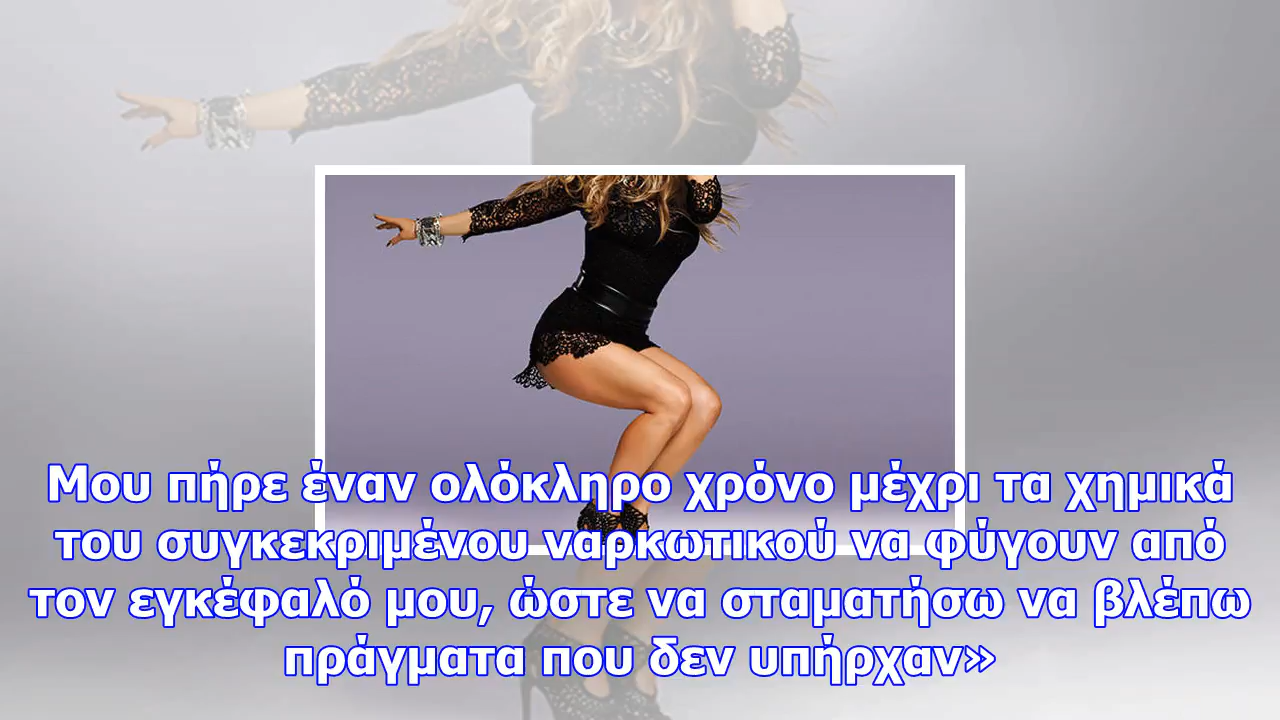 Μου πήρε έναν ολόκληρο χρόνο μέχρι τα χημικά
του συγκεκριμένου ναρκωτικού να φύγουν από
τον εγκέφαλό μου, ώστε να σταματήσω να βλέπω
πράγματα που δεν υπήρχαν»